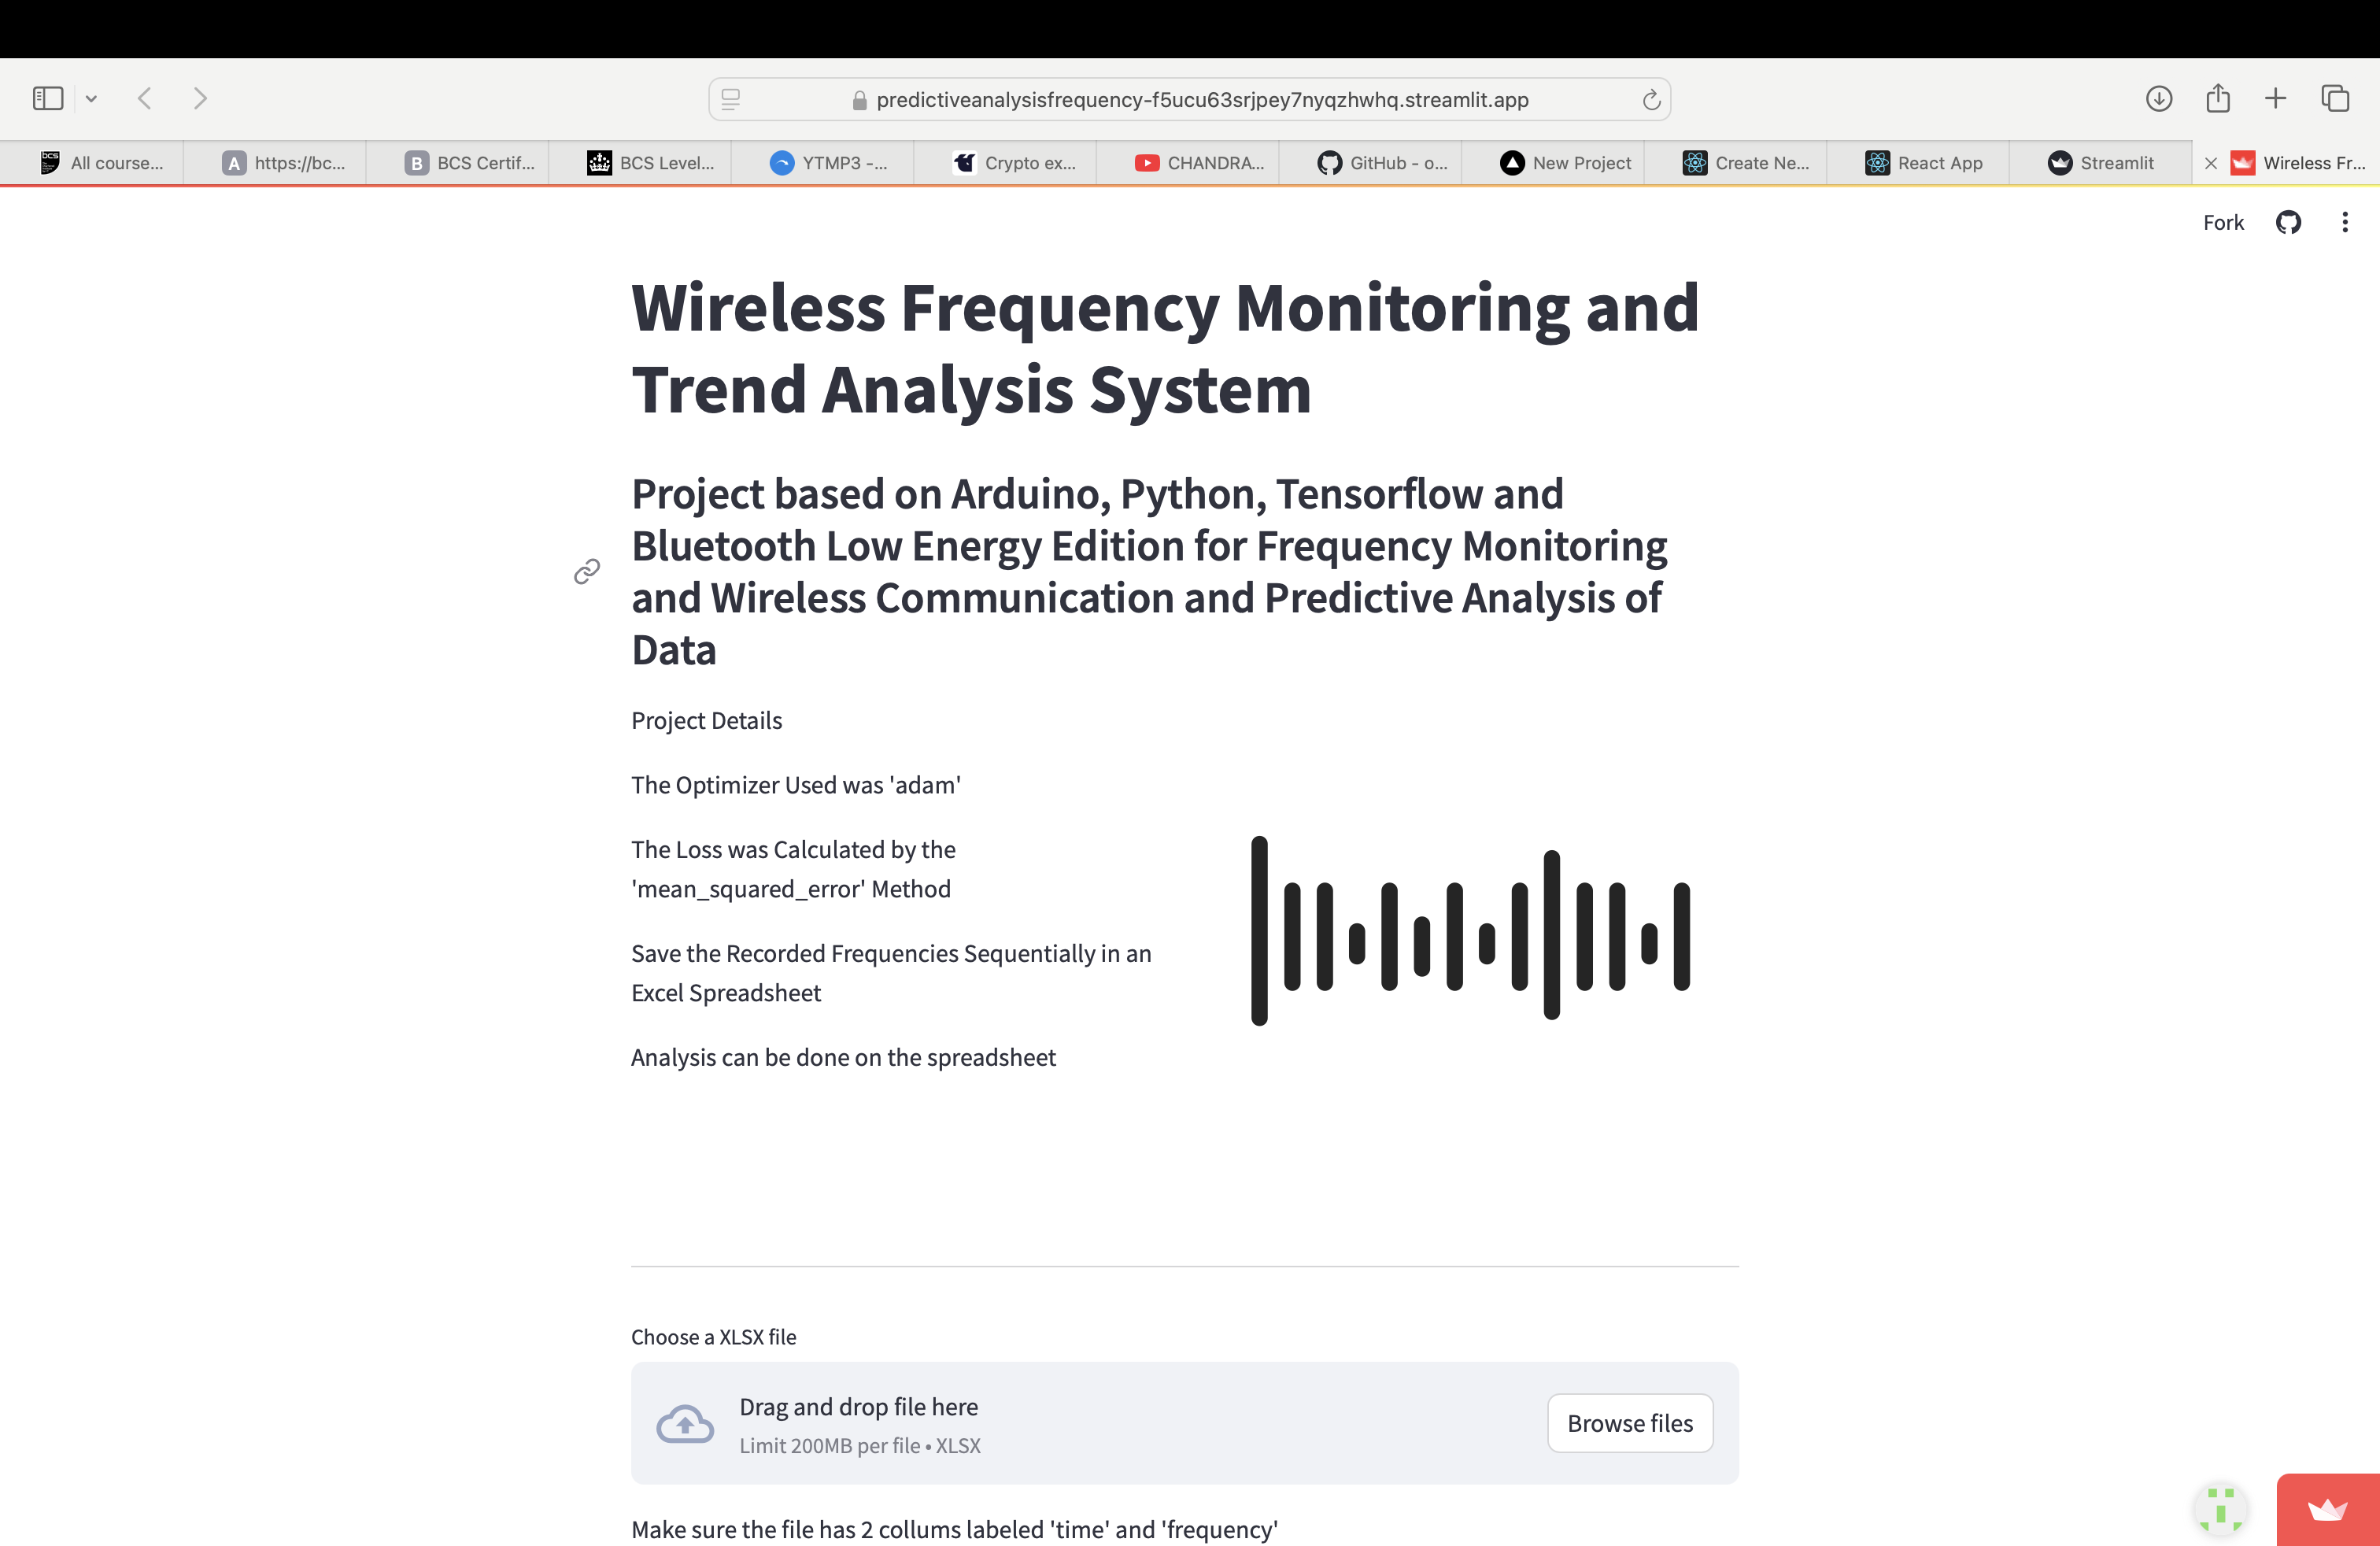 predictiveanalysisfrequency-f5ucu63srjpey7nyqzhwhq.streamlit.app
All course...
A https://bc...
B BCS Certif...
BCS Level...
YTMP3 -...
Crypto ex...
CHANDRA...
GitHub - o...
New Project
Create Ne...
React App
Streamlit
Wireless Fr...
Fork
Wireless Frequency Monitoring and
Trend Analysis System
Project based on Arduino, Python, Tensorflow and
Bluetooth Low Energy Edition for Frequency Monitoring
and Wireless Communication and Predictive Analysis of
Data
Project Details
The Optimizer Used was 'adam'
The Loss was Calculated by the
'mean_squared_error' Method
Save the Recorded Frequencies Sequentially in an
Excel Spreadsheet
Analysis can be done on the spreadsheet
Choose a XLSX file
Drag and drop file here
Limit 200MB per file • XLSX
Browse files
Make sure the file has 2 collums labeled 'time' and 'frequency'